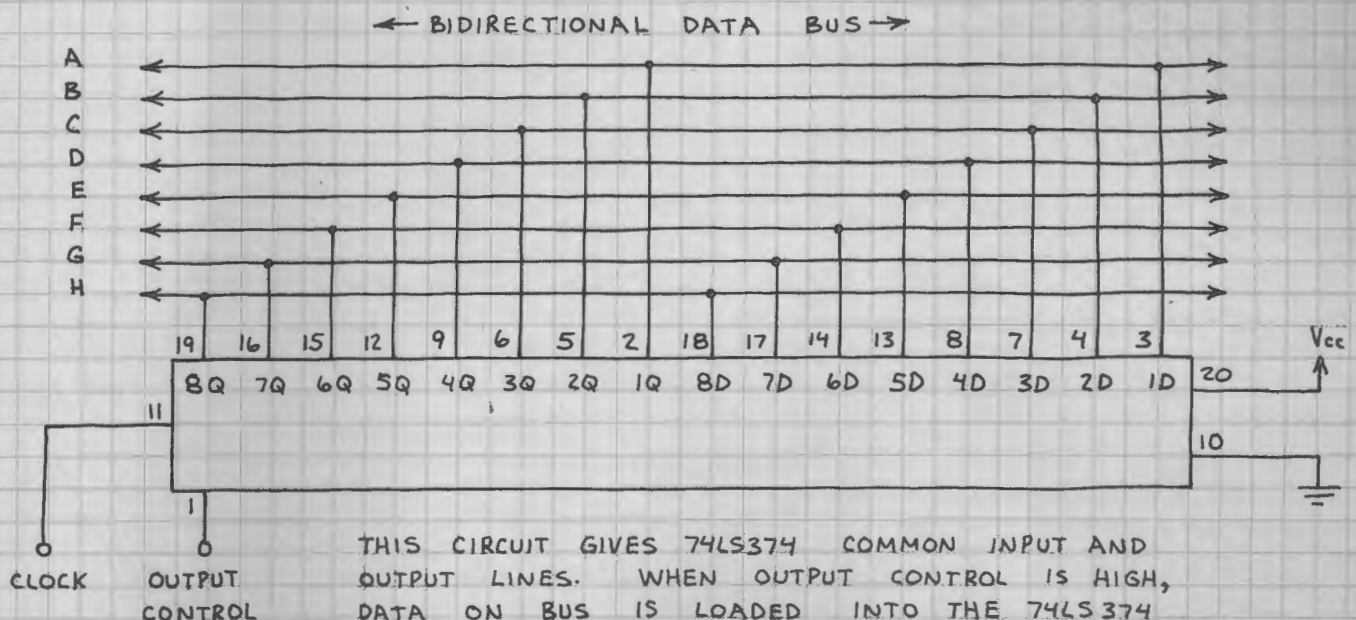 ← BIDIRECTIONAL DATA BUS →
A
B
C
D
E
F
G
H
19 16 15 12 9 6 5 2 18 17 14 13 8 7 4 3
Vcc
8Q 7Q 6Q 5Q 4Q 3Q 2Q 1Q 8D 7D 6D 5D 4D 3D 2D 1D
20
11
10
1
THIS CIRCUIT GIVES 74LS374 COMMON INPUT AND
CLOCK OUTPUT CONTROL
OUTPUT LINES. WHEN OUTPUT CONTROL IS HIGH,
DATA ON BUS IS LOADED INTO THE 74LS374